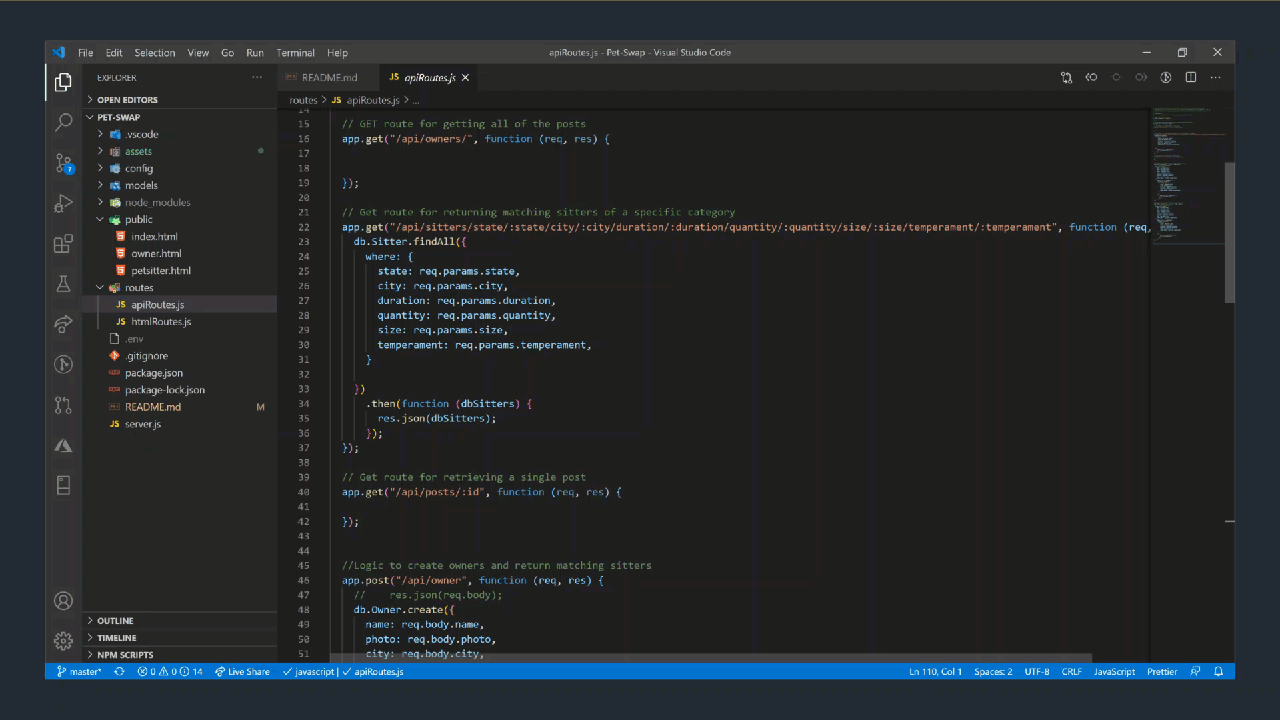 File Edit Selection View Go Run Terminal Help
apiRoutes.js - Pet-Swap - Visual Studio Code
EXPLORER
OPEN EDITORS
PET-SWAP
.vscode
assets
config
models
node_modules
public
index.html
owner.html
petsitter.html
routes
JS apiRoutes.js
JS htmlRoutes.js
.env
.gitignore
package.json
package-lock.json
README.md M
JS server.js
OUTLINE
TIMELINE
NPM SCRIPTS
7
README.md
JS apiRoutes.js
routes > JS apiRoutes.js > ...
14
15 // GET route for getting all of the posts
16 app.get("/api/owners/", function (req, res) {
17
18
19 });
20
21 // Get route for returning matching sitters of a specific category
22 app.get("/api/sitters/state/:state/city/:city/duration/:duration/quantity/:quantity/size/:size/temperament/:temperament", function (req,
23 db.Sitter.findAll({
24 where: {
25 state: req.params.state,
26 city: req.params.city,
27 duration: req.params.duration,
28 quantity: req.params.quantity,
29 size: req.params.size,
30 temperament: req.params.temperament,
31 }
32
33 })
34 .then(function (dbSitters) {
35 res.json(dbSitters);
36 });
37 });
38
39 // Get route for retrieving a single post
40 app.get("/api/posts/:id", function (req, res) {
41
42 });
43
44
45 //Logic to create owners and return matching sitters
46 app.post("/api/owner", function (req, res) {
47 // res.json(req.body);
48 db.Owner.create({
49 name: req.body.name,
50 photo: req.body.photo,
51 city: req.body.city,
master* 0 0 14 Live Share javascript | apiRoutes.js
Ln 110, Col 1 Spaces: 2 UTF-8 CRLF JavaScript Prettier